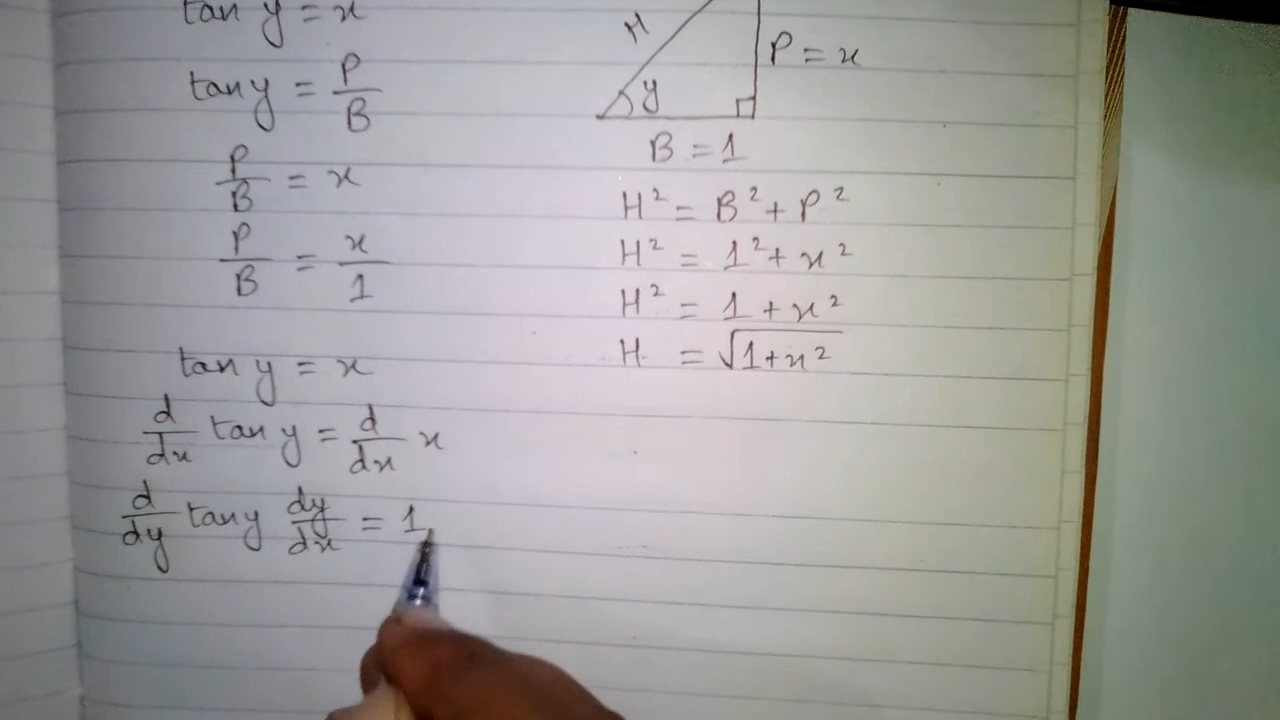 tan y = x
tan y = P/B
P/B = x
P/B = x/1
tan y = x
d/dx tan y = d/dx x
d/dy tan y dy/dx = 1
H
y
P = x
B = 1
H² = B² + P²
H² = 1² + x²
H² = 1 + x²
H = √1+x²